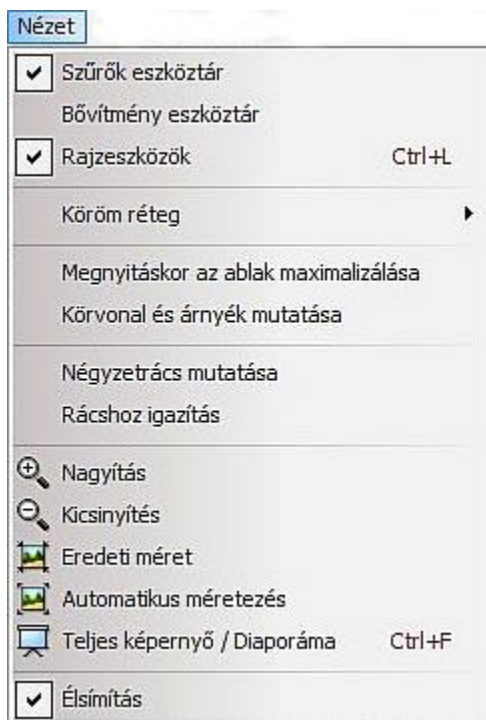 Nézet
Szűrők eszköztár
Bővítmény eszköztár
Rajzeszközök Ctrl+L
Köröm réteg
Megnyitáskor az ablak maximalizálása
Körvonal és árnyék mutatása
Négyzetrács mutatása
Rácshoz igazítás
Nagyítás
Kicsinyítés
Eredeti méret
Automatikus méretezés
Teljes képernyő / Diaporáma Ctrl+F
Élsímítás